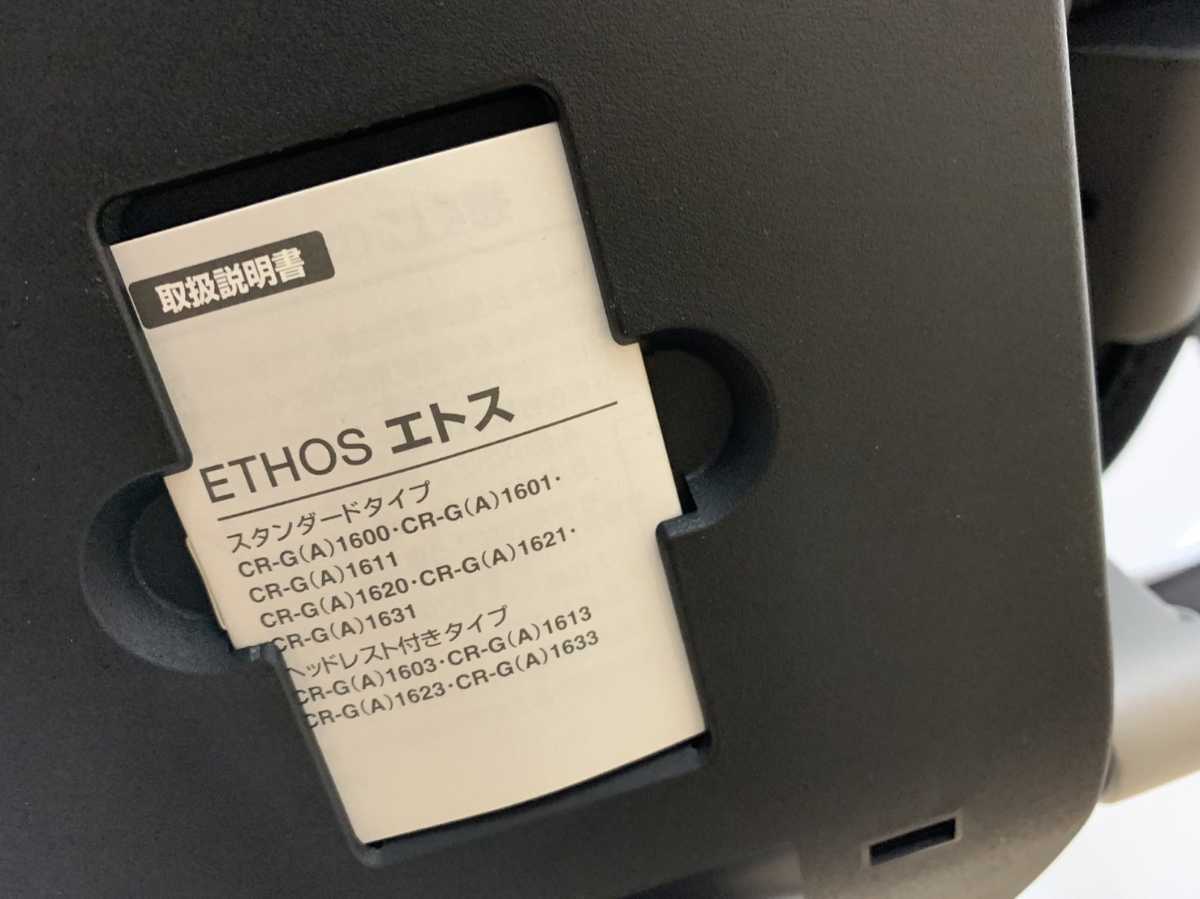 取扱説明書
ETHOS エトス
スタンダードタイプ
CR-G(A)1600・CR-G(A)1601・
CR-G(A)1611
CR-G(A)1620・CR-G(A)1621・
CR-G(A)1631
ヘッドレスト付きタイプ
CR-G(A)1603・CR-G(A)1613
CR-G(A)1623・CR-G(A)1633